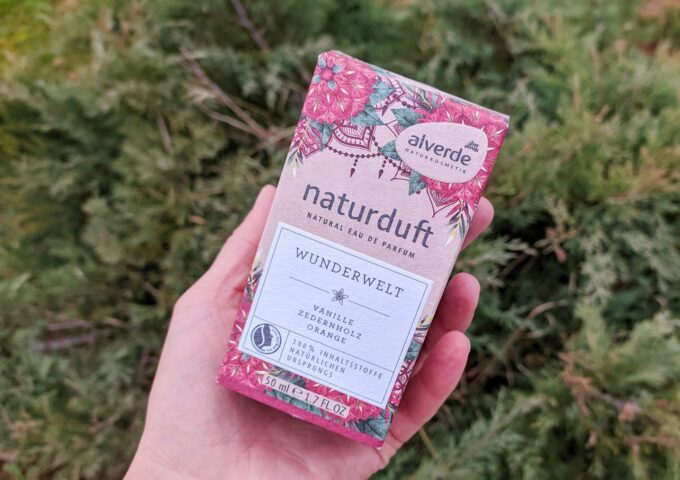 dm
alverde
NATURKOSMETIK
naturduft
NATURAL EAU DE PARFUM
WUNDERWELT
VANILLE
ZEDERNHOLZ
ORANGE
100% INHALTSSTOFFE
NATÜRLICHEN
URSPRUNGS
50 ml e 1.7 FL.OZ